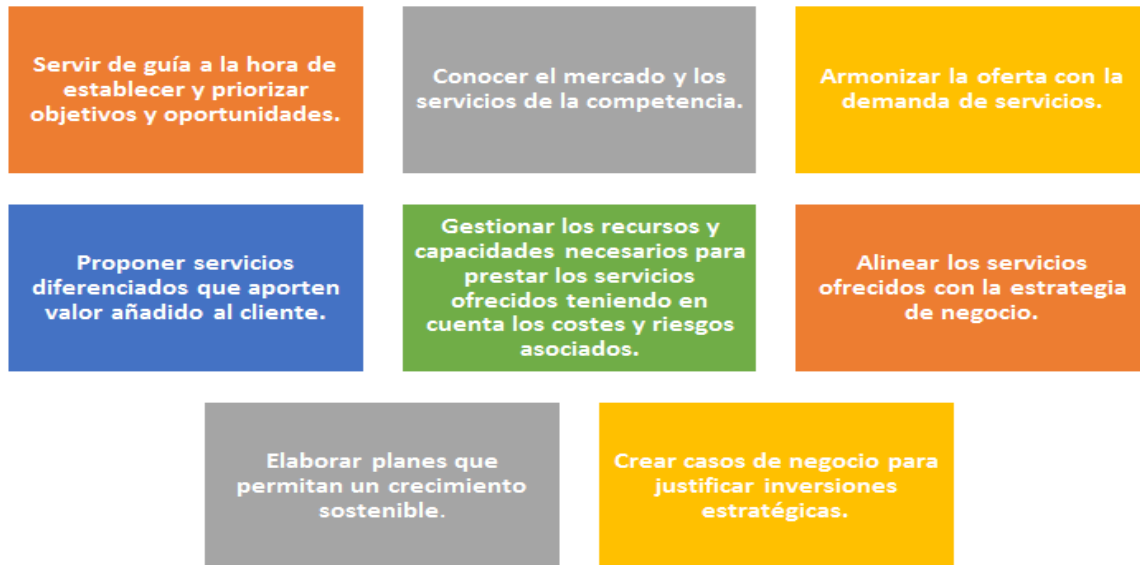 Servir de guía a la hora de
establecer y priorizar
objetivos y oportunidades.
Conocer el mercado y los
servicios de la competencia.
Armonizar la oferta con la
demanda de servicios.
Proponer servicios
diferenciados que aporten
valor añadido al cliente.
Gestionar los recursos y
capacidades necesarios para
prestar los servicios
ofrecidos teniendo en
cuenta los costes y riesgos
asociados.
Alinear los servicios
ofrecidos con la estrategia
de negocio.
Elaborar planes que
permitan un crecimiento
sostenible.
Crear casos de negocio para
justificar inversiones
estratégicas.